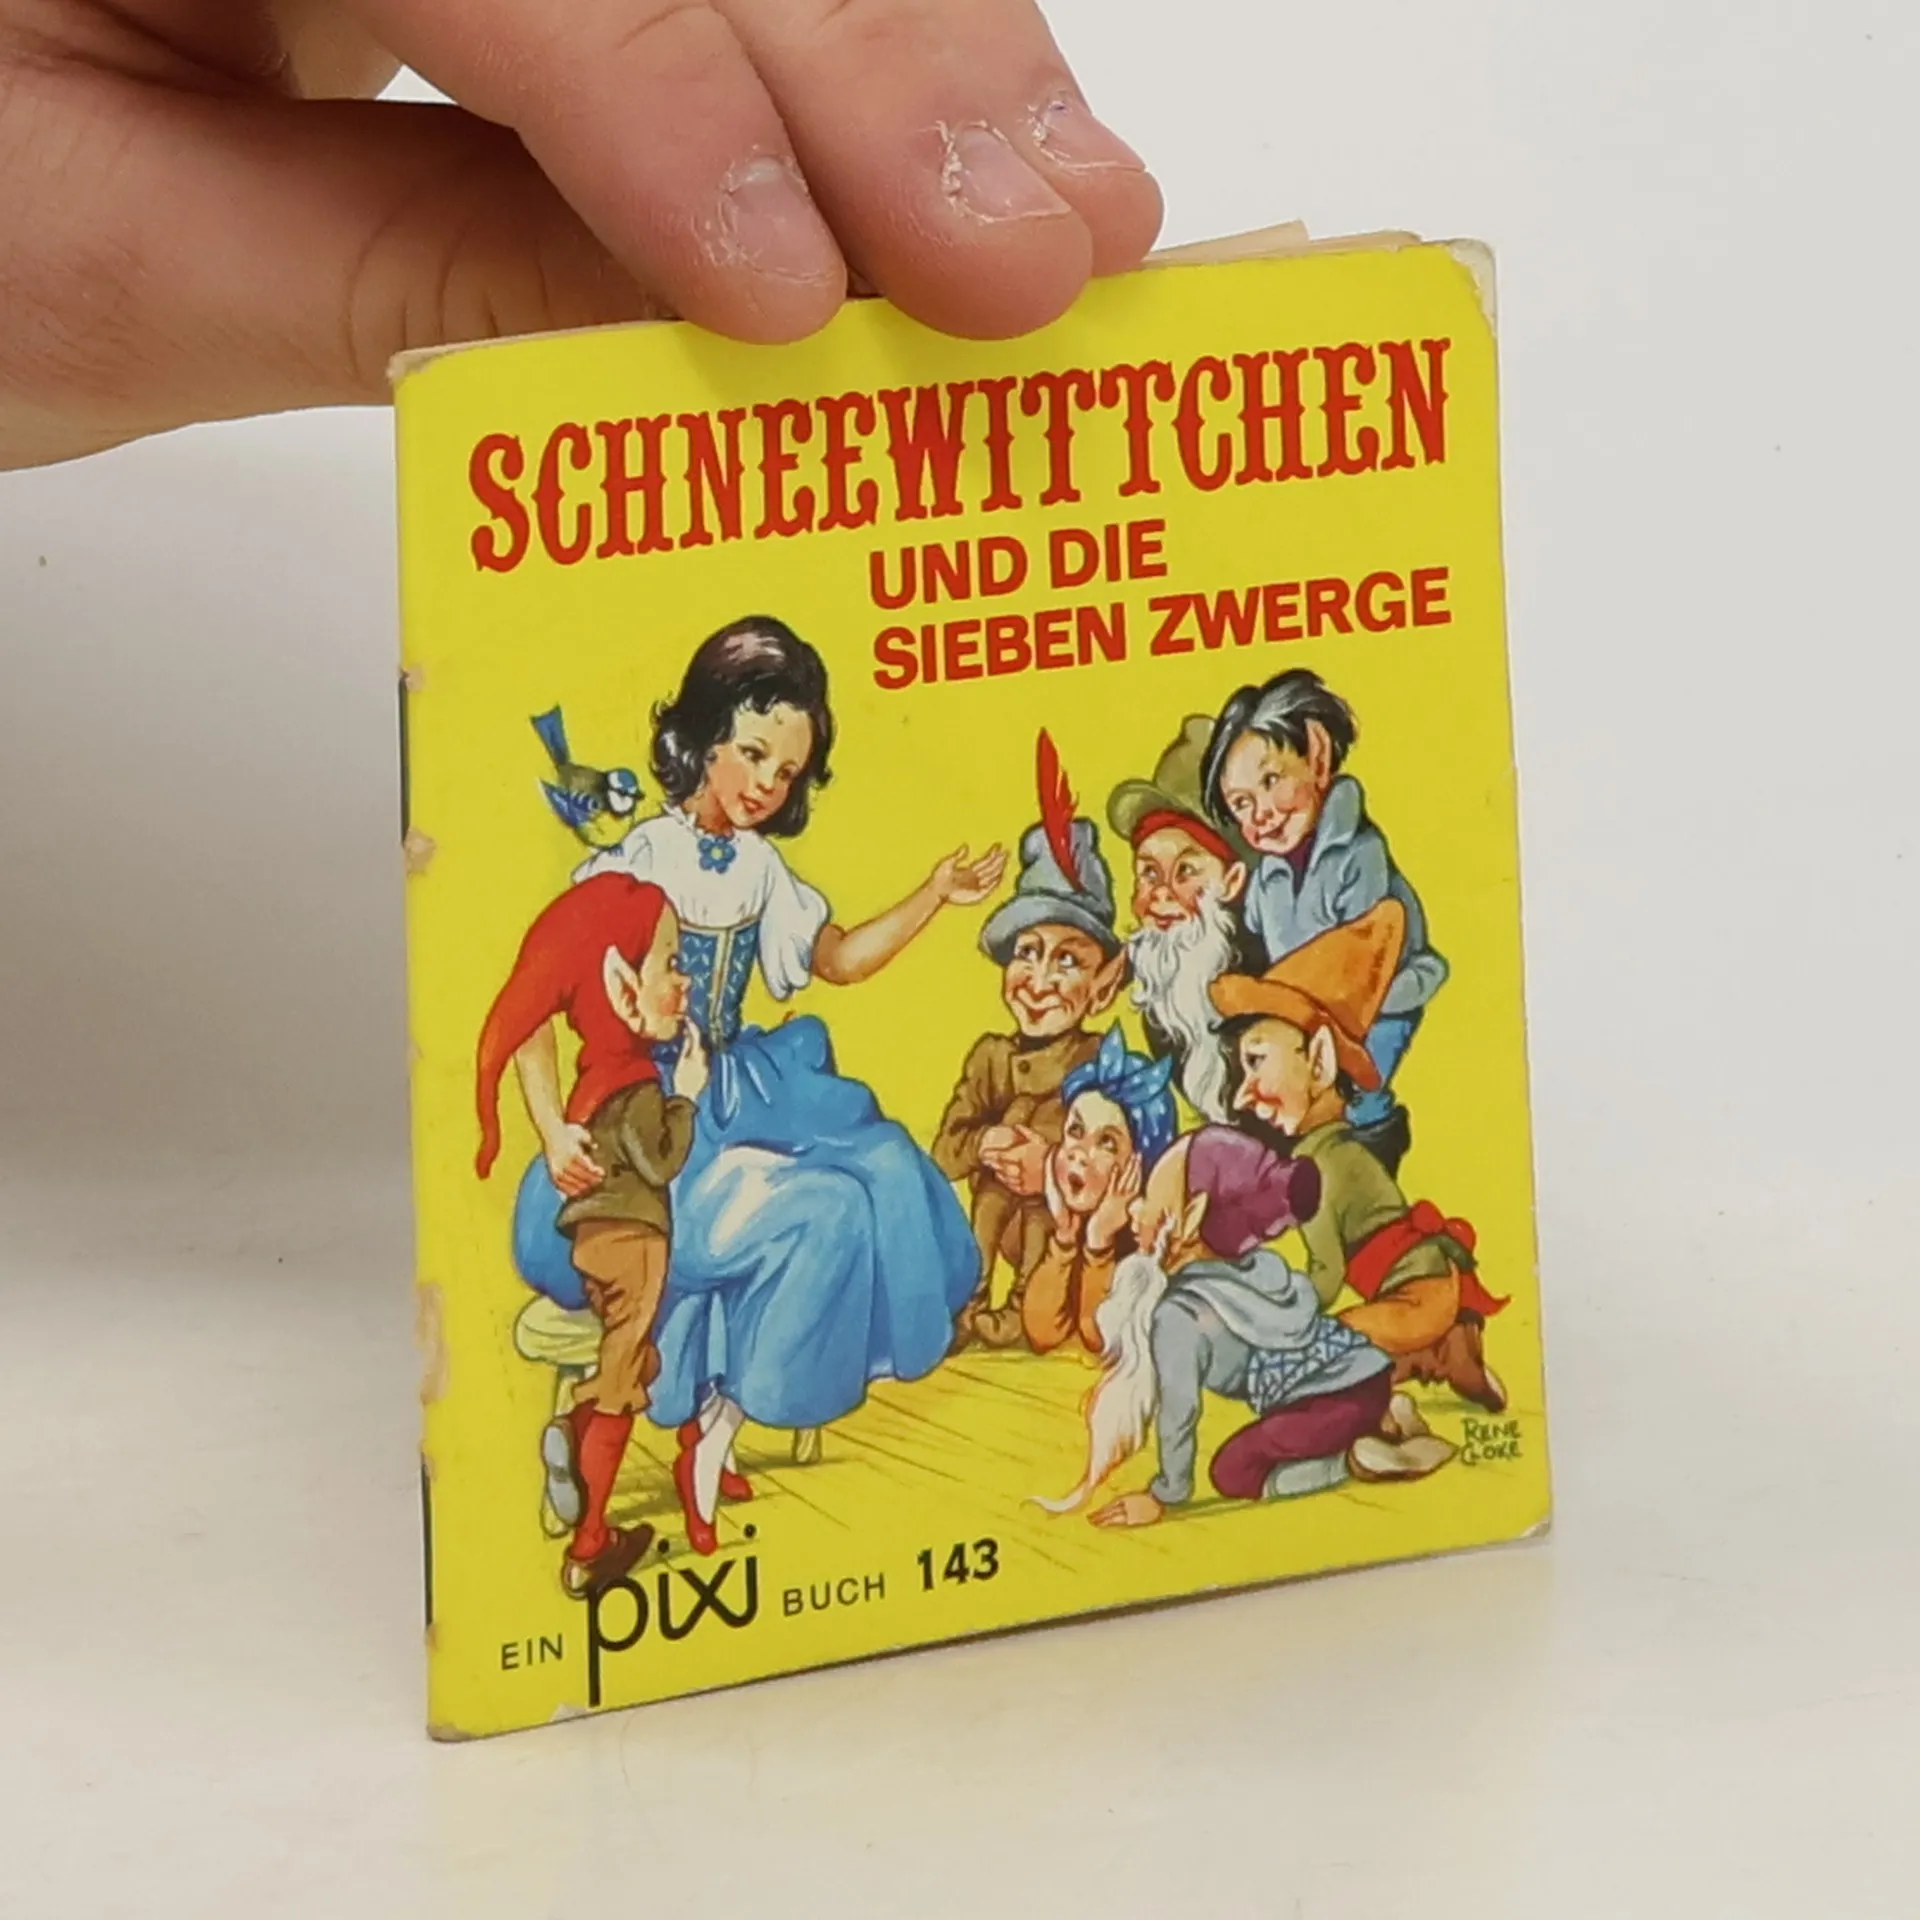 SCHNEEWITTCHEN
UND DIE
SIEBEN ZWERGE
RENE
CLOKE
EIN pixi BUCH 143